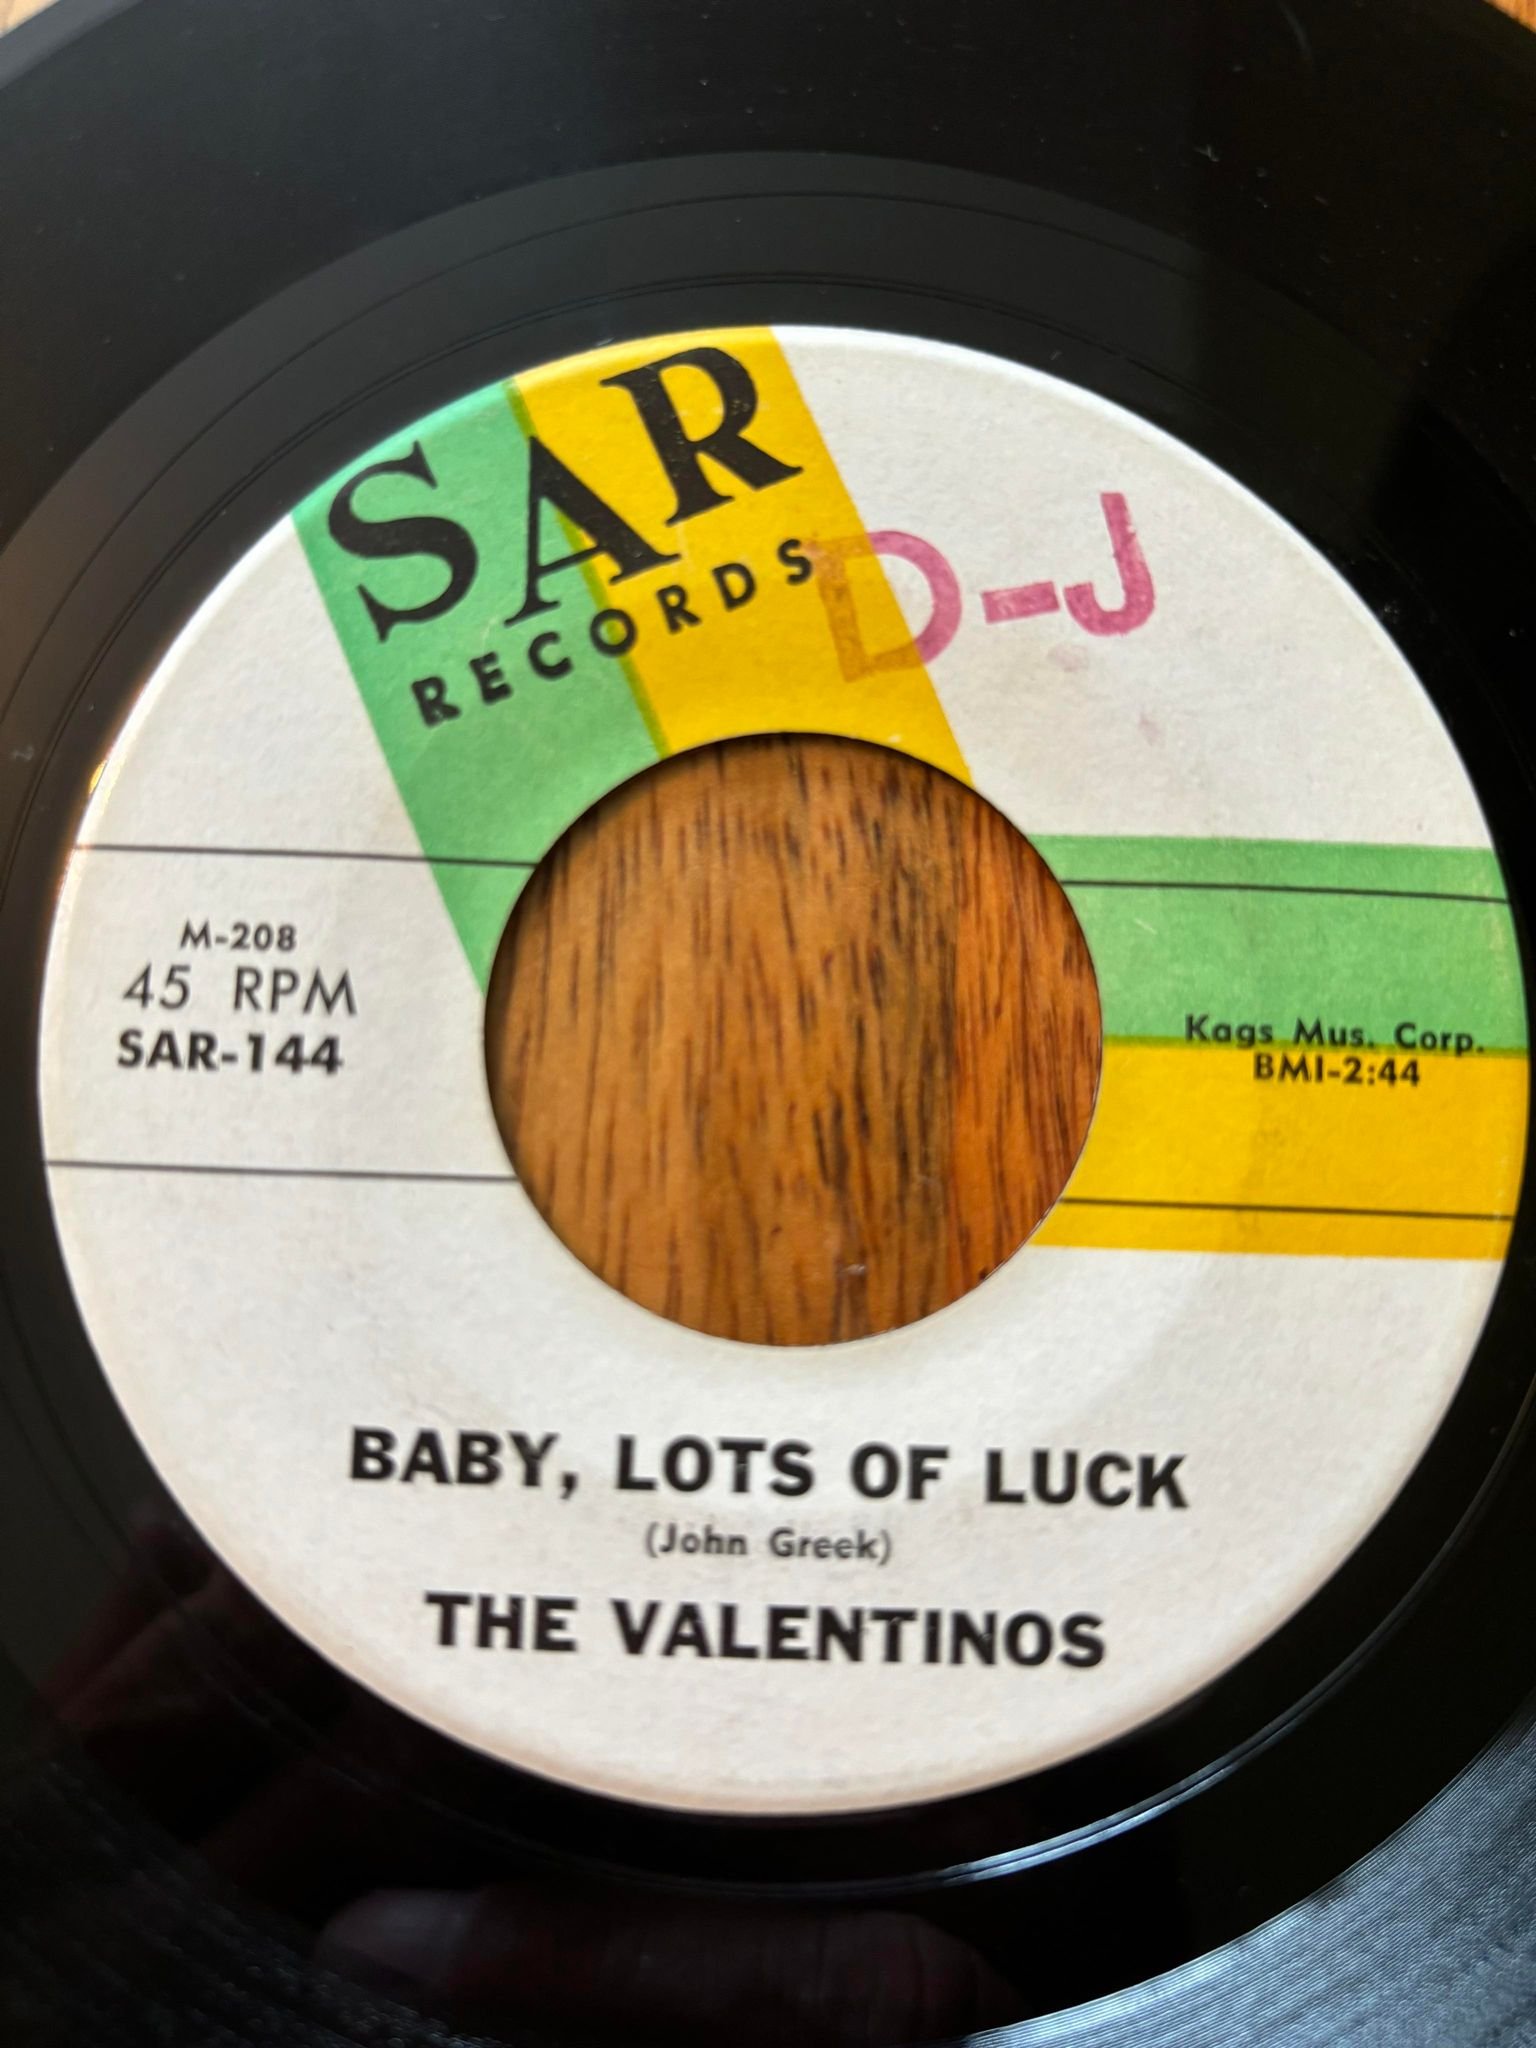 SAR
RECORDS
D-J
M-208
45 RPM
SAR-144
Kags Mus. Corp.
BMI-2:44
BABY, LOTS OF LUCK
(John Greek)
THE VALENTINOS